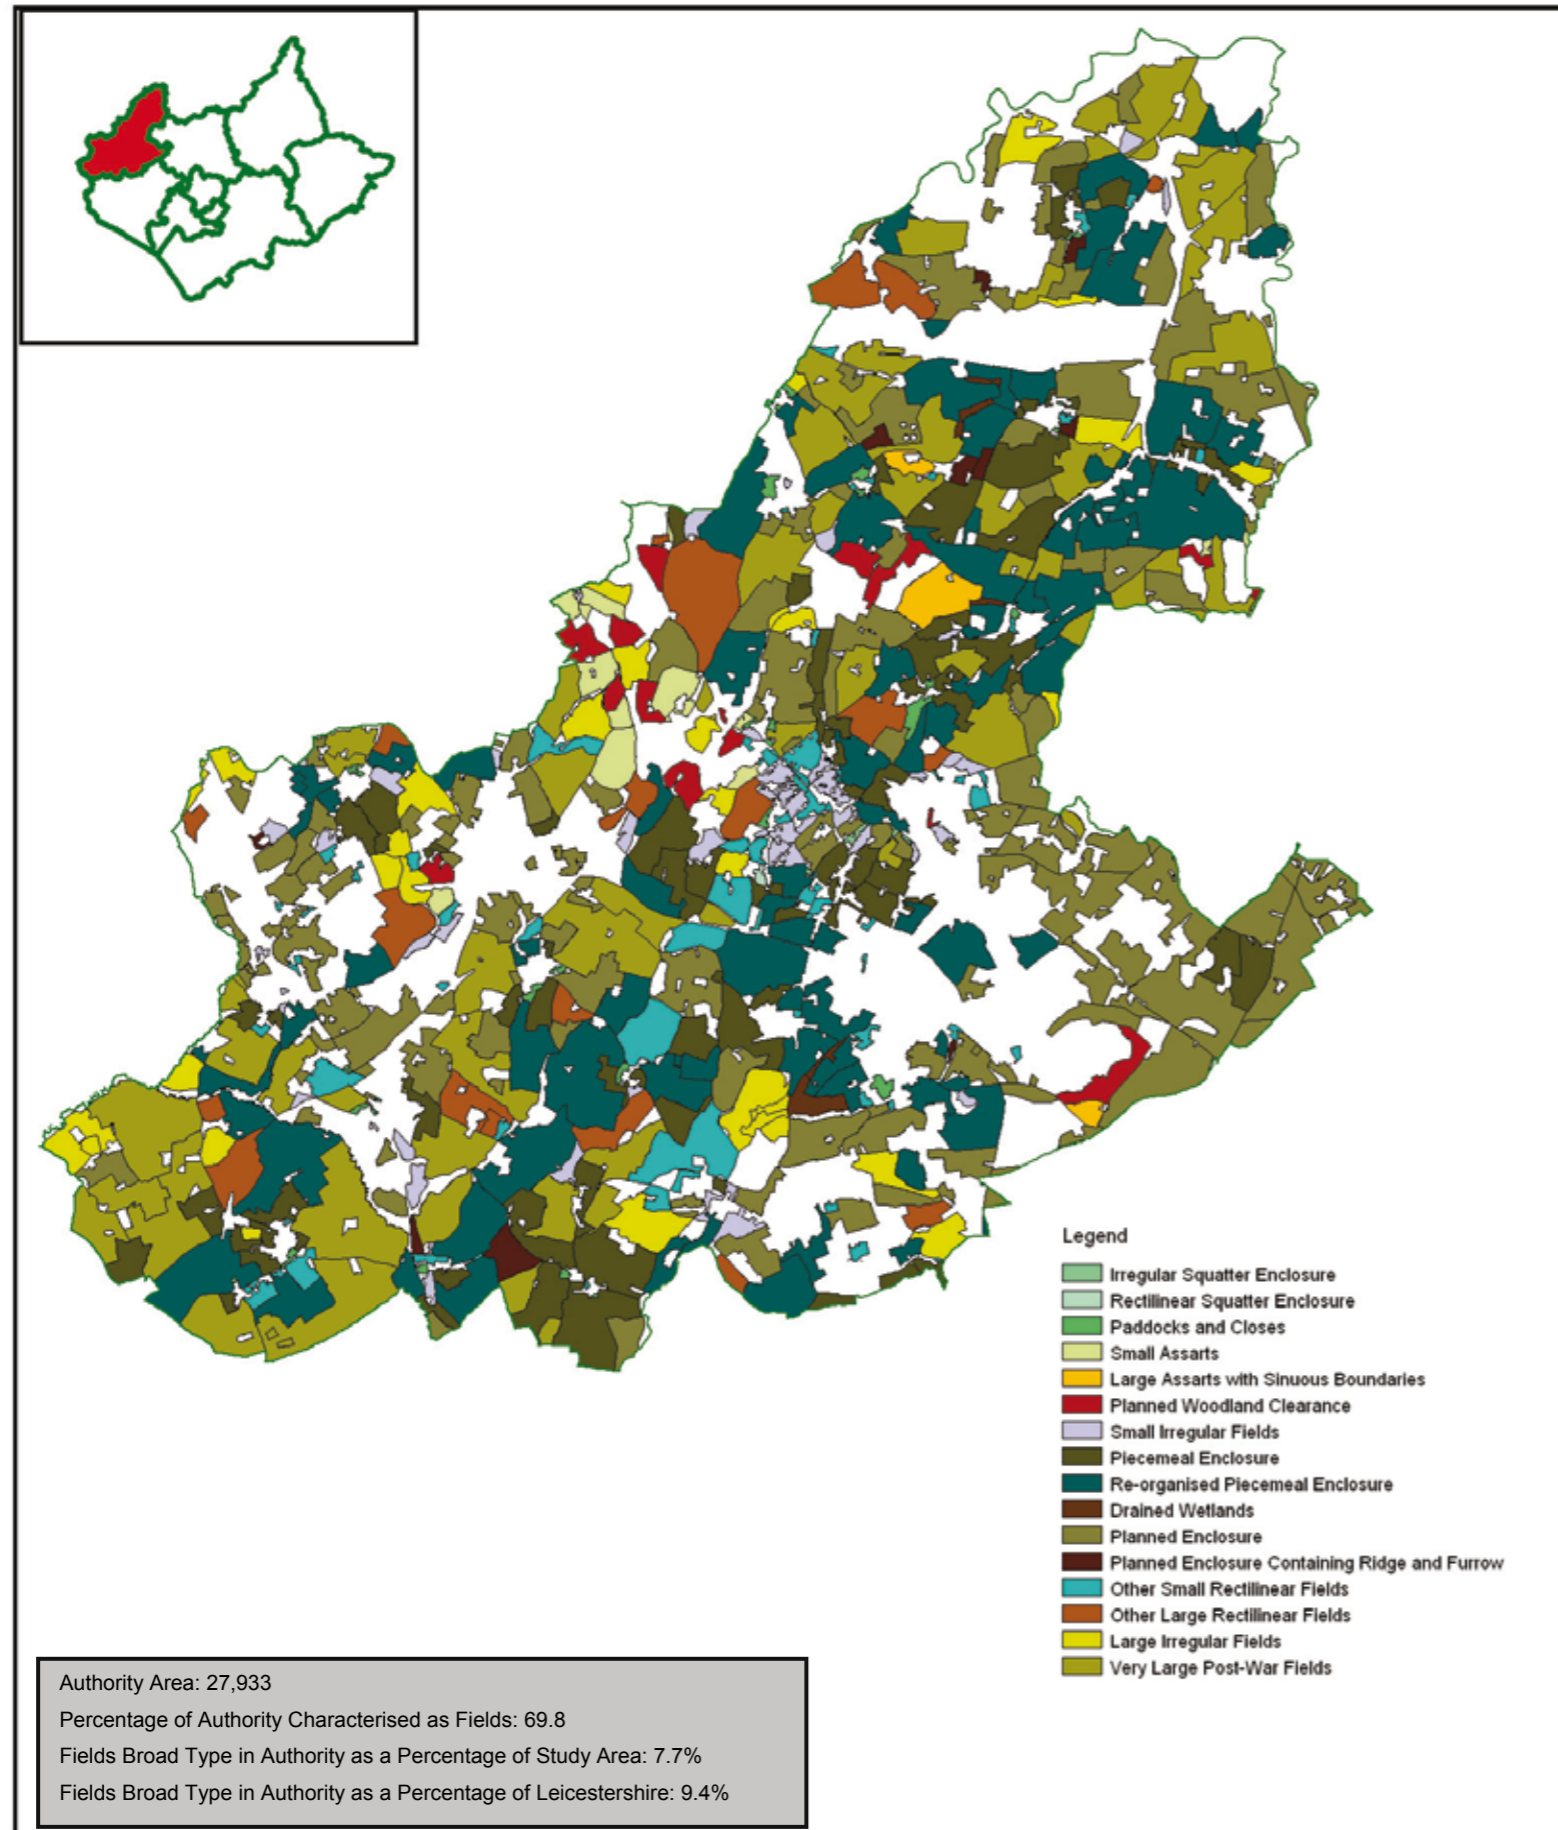 Legend
Irregular Squatter Enclosure
Rectilinear Squatter Enclosure
Paddocks and Closes
Small Assarts
Large Assarts with Sinuous Boundaries
Planned Woodland Clearance
Small Irregular Fields
Piecemeal Enclosure
Re-organised Piecemeal Enclosure
Drained Wetlands
Planned Enclosure
Planned Enclosure Containing Ridge and Furrow
Other Small Rectilinear Fields
Other Large Rectilinear Fields
Large Irregular Fields
Very Large Post-War Fields
Authority Area: 27,933
Percentage of Authority Characterised as Fields: 69.8
Fields Broad Type in Authority as a Percentage of Study Area: 7.7%
Fields Broad Type in Authority as a Percentage of Leicestershire: 9.4%